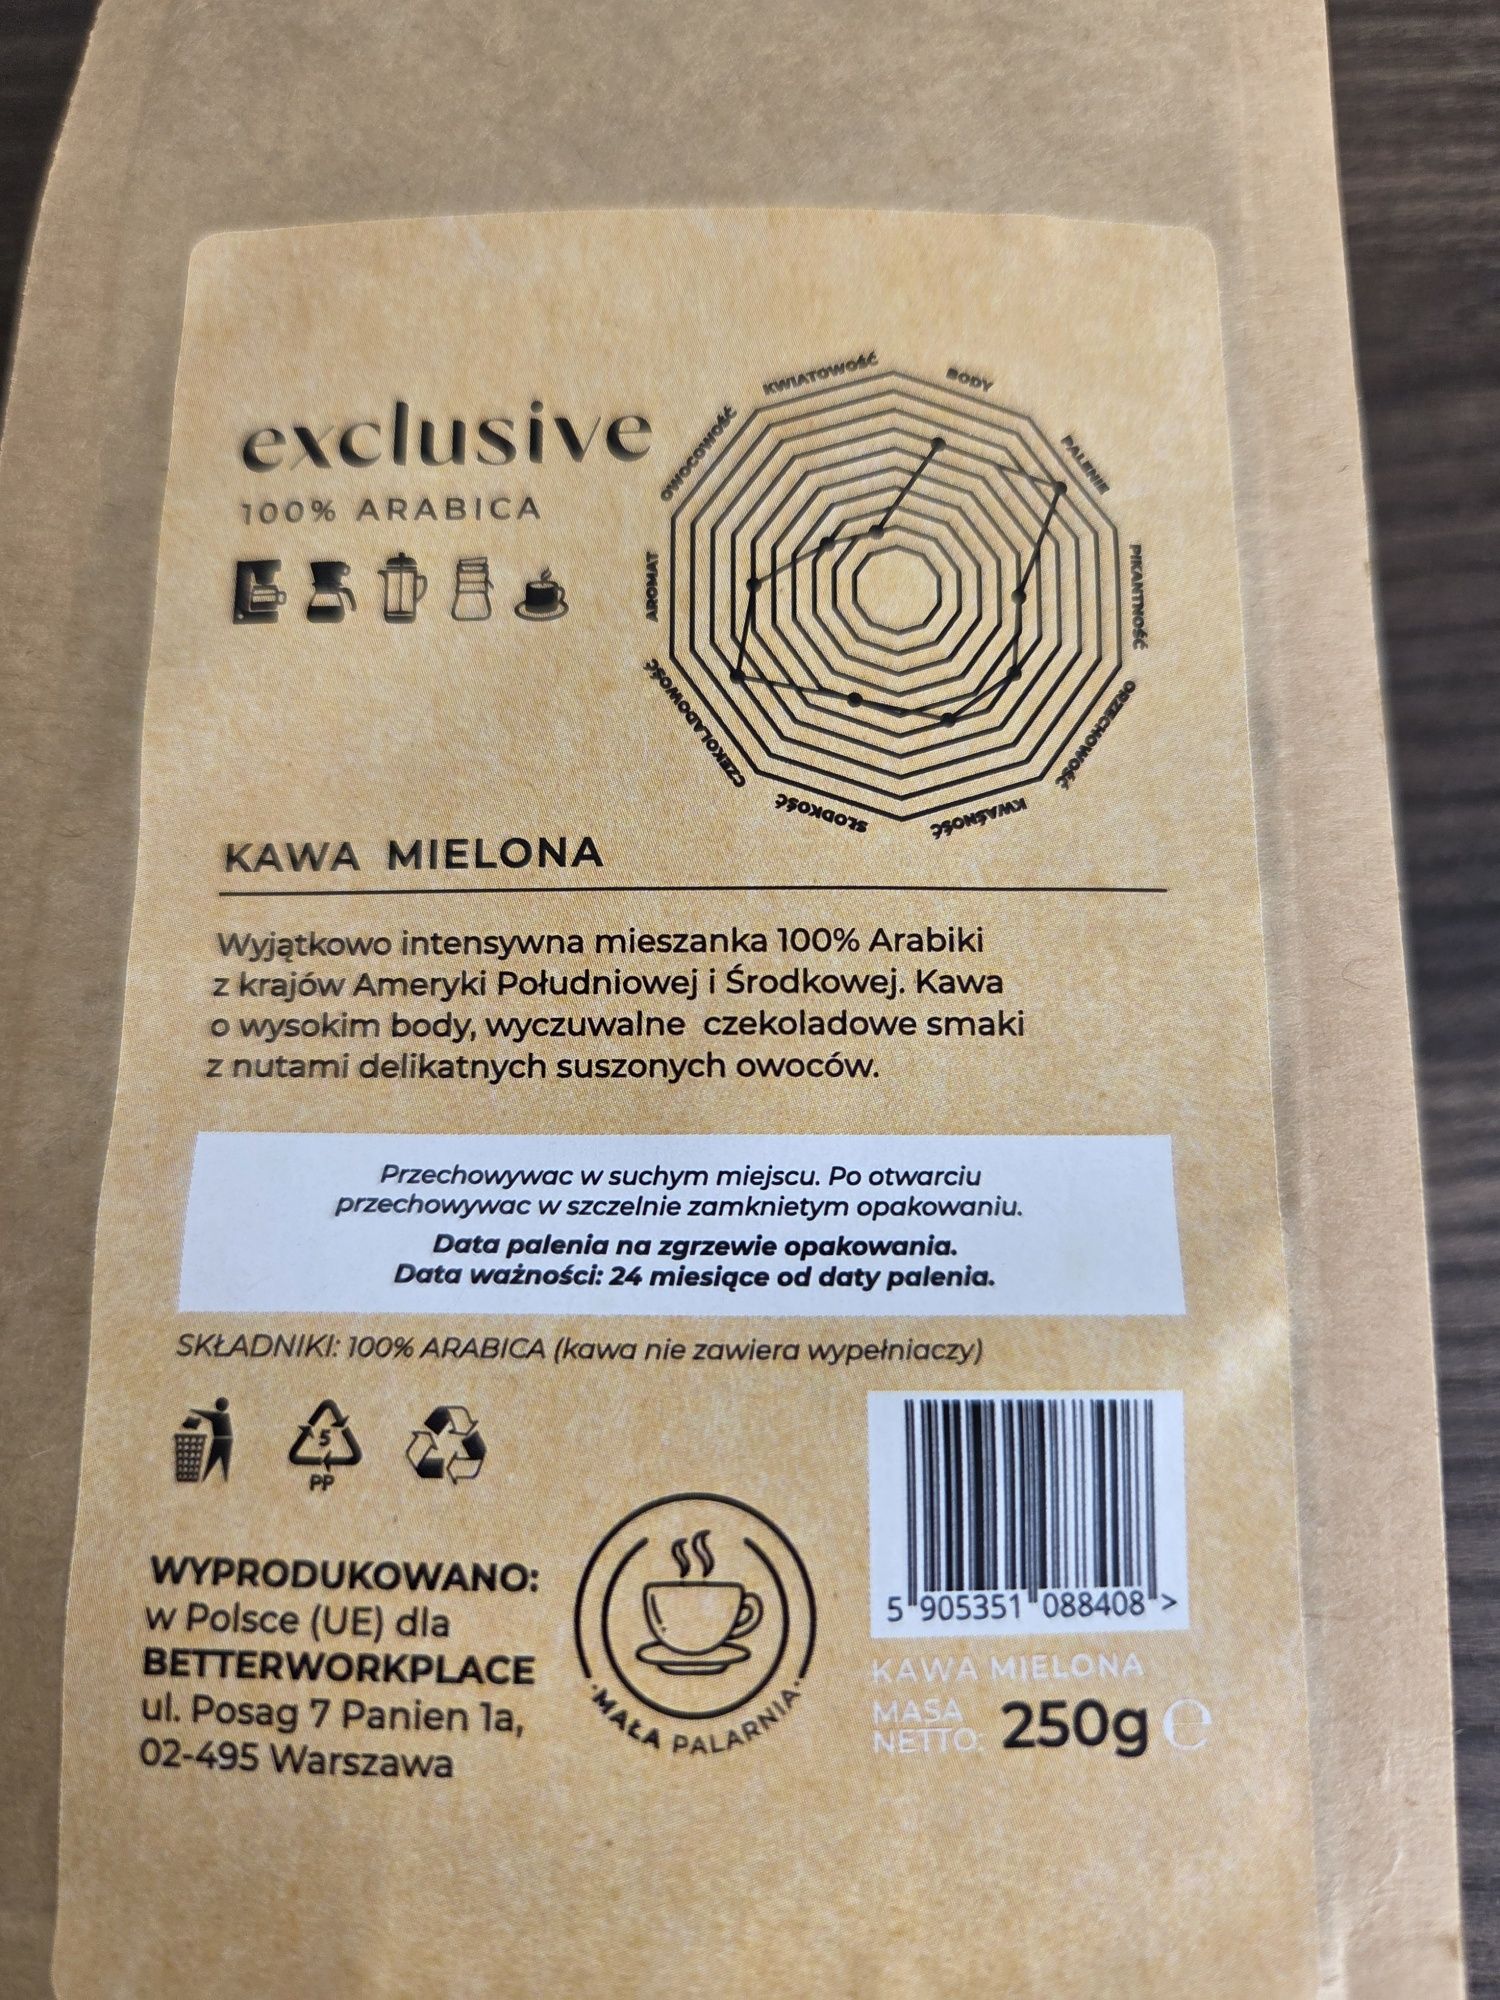 exclusive
100% ARABICA
KWIATOWOŚĆ
BODY
PALENIE
PIKANTNOŚĆ
ORZECHOWOŚĆ
KWAŚNOŚĆ
SŁODKOŚĆ
CZEKOLADOWOŚĆ
AROMAT
OWOCOWOŚĆ
KAWA MIELONA
Wyjątkowo intensywna mieszanka 100% Arabiki
z krajów Ameryki Południowej i Środkowej. Kawa
o wysokim body, wyczuwalne czekoladowe smaki
z nutami delikatnych suszonych owoców.
Przechowywac w suchym miejscu. Po otwarciu
przechowywac w szczelnie zamknietym opakowaniu.
Data palenia na zgrzewie opakowania.
Data ważności: 24 miesiące od daty palenia.
SKŁADNIKI: 100% ARABICA (kawa nie zawiera wypełniaczy)
5
PP
WYPRODUKOWANO:
w Polsce (UE) dla
BETTERWORKPLACE
ul. Posag 7 Panien 1a,
02-495 Warszawa
·MAŁA PALARNIA·
5 905351 088408 >
KAWA MIELONA
MASA
NETTO: 250g ℮